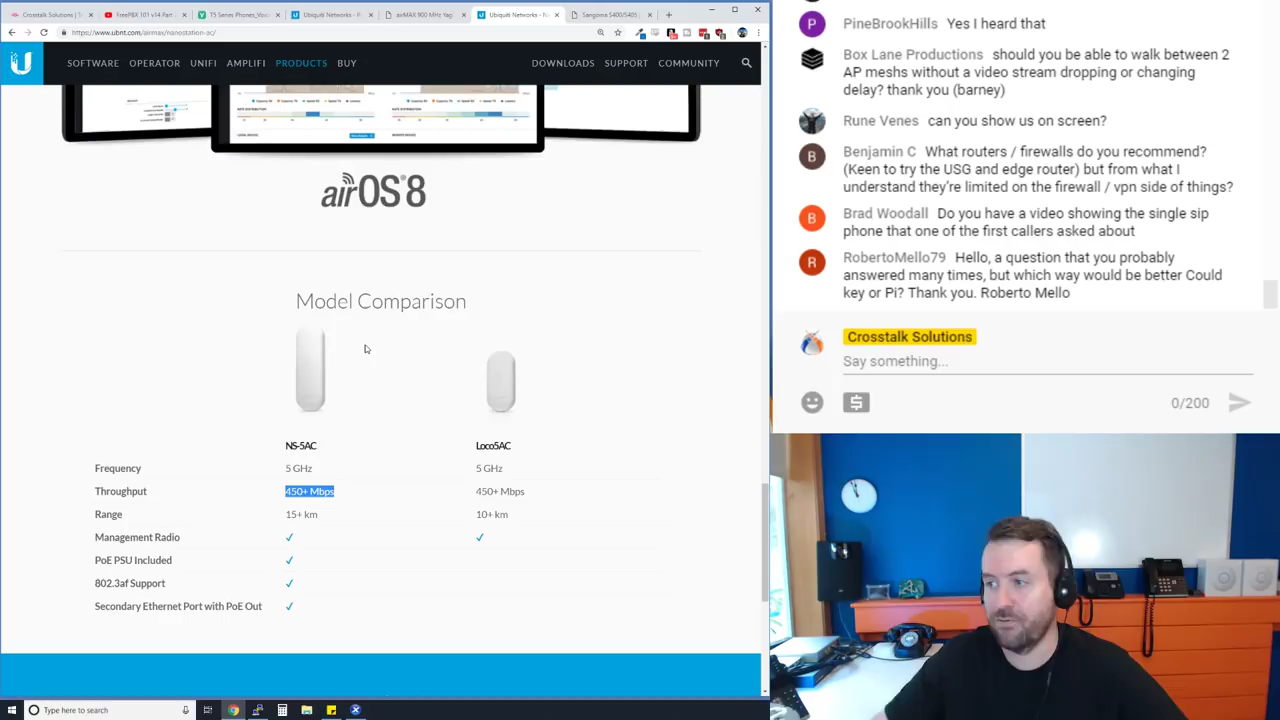 Crosstalk Solutions | T
FreePBX 101 v14 Part
T5 Series Phones_Voic
Ubiquiti Networks - P
airMAX 900 MHz Yagi
Ubiquiti Networks - N
Sangoma S400/S405 |
https://www.ubnt.com/airmax/nanostation-ac/
SOFTWARE OPERATOR UNIFI AMPLIFI PRODUCTS BUY DOWNLOADS SUPPORT COMMUNITY
airOS®8
Model Comparison
NS-5AC Loco5AC
Frequency 5 GHz 5 GHz
Throughput 450+ Mbps 450+ Mbps
Range 15+ km 10+ km
Management Radio ✓ ✓
PoE PSU Included ✓
802.3af Support ✓
Secondary Ethernet Port with PoE Out ✓
Type here to search
PineBrookHills Yes I heard that
Box Lane Productions should you be able to walk between 2
AP meshs without a video stream dropping or changing
delay? thank you (barney)
Rune Venes can you show us on screen?
Benjamin C What routers / firewalls do you recommend?
(Keen to try the USG and edge router) but from what I
understand they're limited on the firewall / vpn side of things?
Brad Woodall Do you have a video showing the single sip
phone that one of the first callers asked about
RobertoMello79 Hello, a question that you probably
answered many times, but which way would be better Could
key or Pi? Thank you. Roberto Mello
Crosstalk Solutions
Say something...
0/200